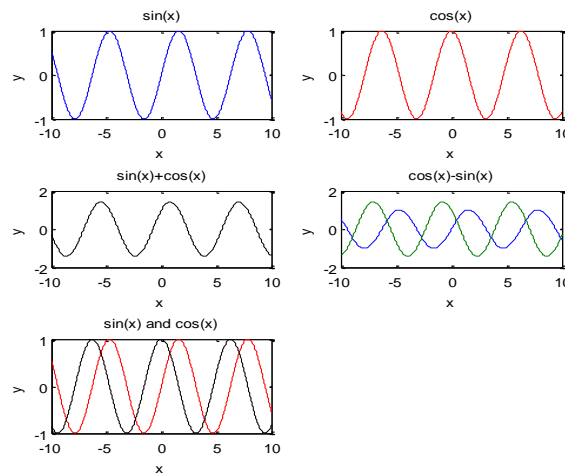 sin(x)
1
0
-1
y
-10 -5 0 5 10
x
cos(x)
1
0
-1
y
-10 -5 0 5 10
x
sin(x)+cos(x)
2
0
-2
y
-10 -5 0 5 10
x
cos(x)-sin(x)
2
0
-2
y
-10 -5 0 5 10
x
sin(x) and cos(x)
1
0
-1
y
-10 -5 0 5 10
x